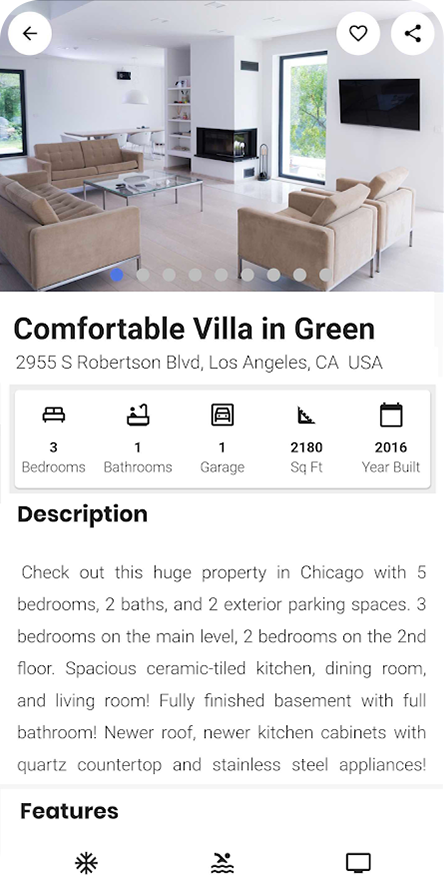 Comfortable Villa in Green
2955 S Robertson Blvd, Los Angeles, CA USA
3 1 1 2180 2016
Bedrooms Bathrooms Garage Sq Ft Year Built
Description
Check out this huge property in Chicago with 5
bedrooms, 2 baths, and 2 exterior parking spaces. 3
bedrooms on the main level, 2 bedrooms on the 2nd
floor. Spacious ceramic-tiled kitchen, dining room,
and living room! Fully finished basement with full
bathroom! Newer roof, newer kitchen cabinets with
quartz countertop and stainless steel appliances!
Features